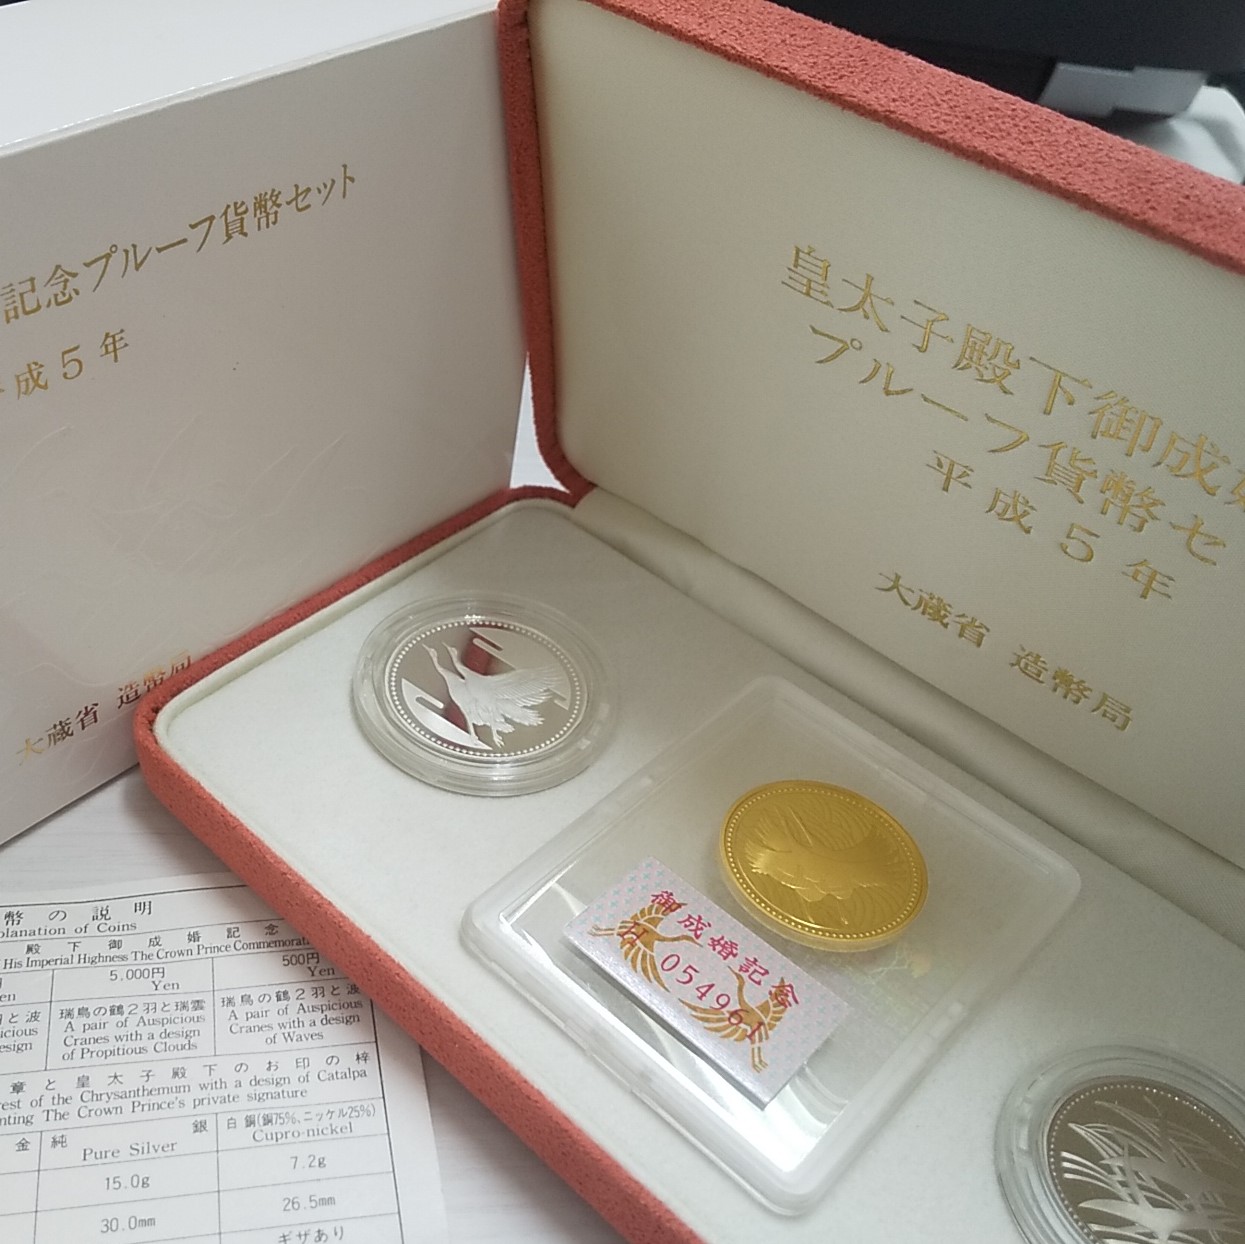 記念プルーフ貨幣セット
成5年
大蔵省 造幣局
皇太子殿下御成婚
プルーフ貨幣セ
平成5年
大蔵省 造幣局
御成婚記念
054961
幣の説明
planation of Coins
殿下御成婚記念
His Imperial Highness The Crown Prince Commemorat
円 5,000円 500円
en Yen Yen
と波 瑞鳥の鶴2羽と瑞雲 瑞鳥の鶴2羽と波
icious A pair of Auspicious A pair of Auspicious
esign Cranes with a design Cranes with a design
of Propitious Clouds of Waves
章と皇太子殿下のお印の梓
rest of the Chrysanthemum with a design of Catalpa
nting The Crown Prince's private signature
金 純銀 白銅(銅75%、ニッケル25%)
Pure Silver Cupro-nickel
15.0g 7.2g
30.0mm 26.5mm
ギザあり